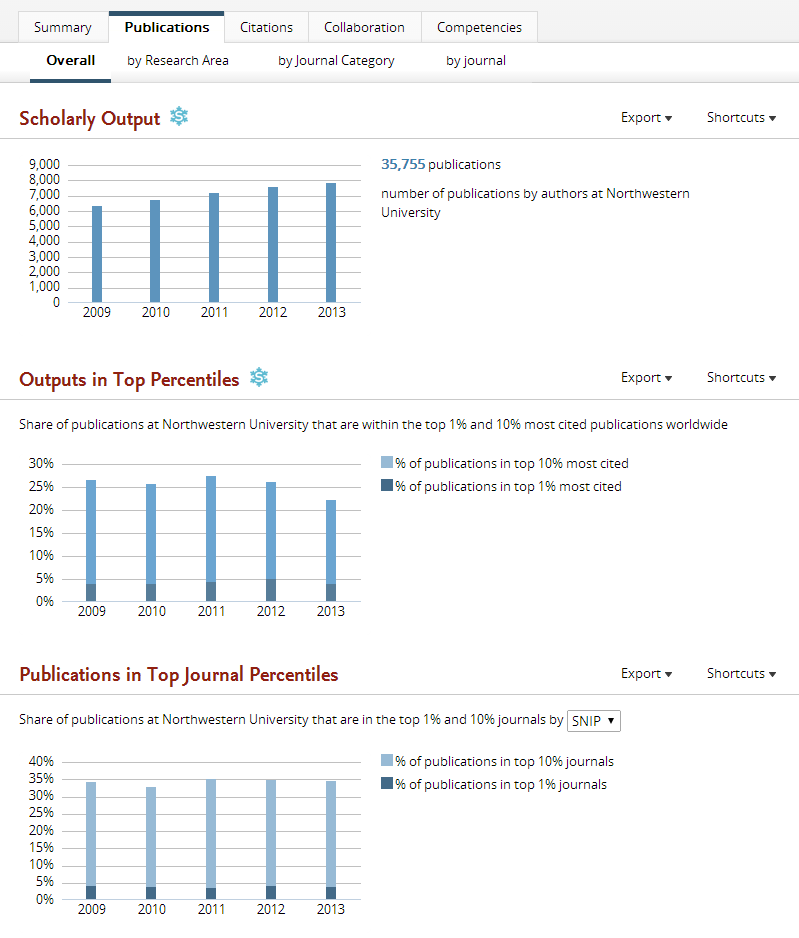 Summary Publications Citations Collaboration Competencies
Overall by Research Area by Journal Category by journal
Scholarly Output Export Shortcuts
9,000
8,000
7,000
6,000
5,000
4,000
3,000
2,000
1,000
0
2009 2010 2011 2012 2013
35,755 publications
number of publications by authors at Northwestern
University
Outputs in Top Percentiles Export Shortcuts
Share of publications at Northwestern University that are within the top 1% and 10% most cited publications worldwide
30%
25%
20%
15%
10%
5%
0%
2009 2010 2011 2012 2013
% of publications in top 10% most cited
% of publications in top 1% most cited
Publications in Top Journal Percentiles Export Shortcuts
Share of publications at Northwestern University that are in the top 1% and 10% journals by SNIP
40%
35%
30%
25%
20%
15%
10%
5%
0%
2009 2010 2011 2012 2013
% of publications in top 10% journals
% of publications in top 1% journals